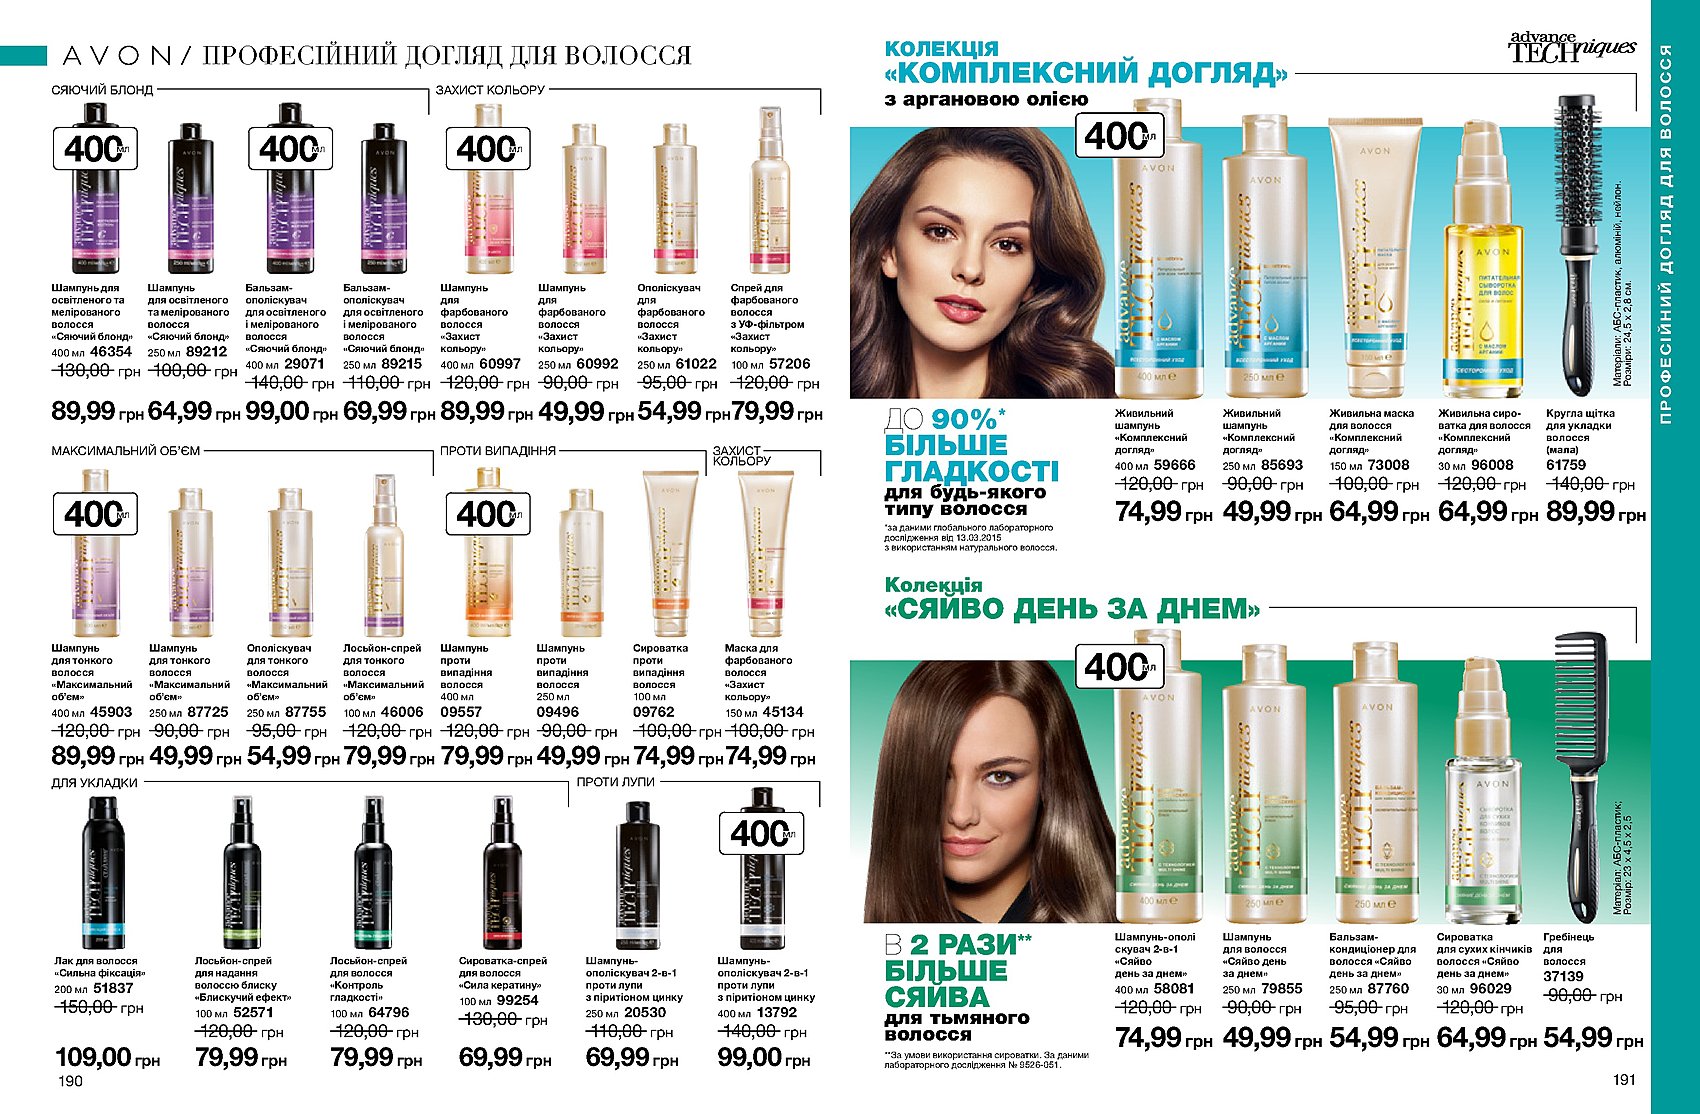 AVON / ПРОФЕСІЙНИЙ ДОГЛЯД ДЛЯ ВОЛОССЯ
СЯЮЧИЙ БЛОНД
400 мл
400 мл
Шампунь для
освітленого та
мелірованого
волосся
«Сяючий блонд»
400 мл 46354
130,00 грн
89,99 грн
Шампунь
для освітленого
та мелірованого
волосся
«Сяючий блонд»
250 мл 89212
100,00 грн
64,99 грн
Бальзам-
ополіскувач
для освітленого
і мелірованого
волосся
«Сяючий блонд»
400 мл 29071
140,00 грн
99,00 грн
Бальзам-
ополіскувач
для освітленого
і мелірованого
волосся
«Сяючий блонд»
250 мл 89215
110,00 грн
69,99 грн
ЗАХИСТ КОЛЬОРУ
400 мл
Шампунь
для
фарбованого
волосся
«Захист
кольору»
400 мл 60997
120,00 грн
89,99 грн
Шампунь
для
фарбованого
волосся
«Захист
кольору»
250 мл 60992
90,00 грн
49,99 грн
Ополіскувач
для
фарбованого
волосся
«Захист
кольору»
250 мл 61022
95,00 грн
54,99 грн
Спрей для
фарбованого
волосся
з УФ-фільтром
«Захист
кольору»
100 мл 57206
120,00 грн
79,99 грн
МАКСИМАЛЬНИЙ ОБ'ЄМ
400 мл
Шампунь
для тонкого
волосся
«Максимальний
об'єм»
400 мл 45903
120,00 грн
89,99 грн
Шампунь
для тонкого
волосся
«Максимальний
об'єм»
250 мл 87725
90,00 грн
49,99 грн
Ополіскувач
для тонкого
волосся
«Максимальний
об'єм»
250 мл 87755
95,00 грн
54,99 грн
Лосьйон-спрей
для тонкого
волосся
«Максимальний
об'єм»
100 мл 46006
120,00 грн
79,99 грн
ПРОТИ ВИПАДІННЯ
400 мл
Шампунь
проти
випадіння
волосся
400 мл
09557
120,00 грн
79,99 грн
Шампунь
проти
випадіння
волосся
250 мл
09496
90,00 грн
49,99 грн
Сироватка
проти
випадіння
волосся
100 мл
09762
100,00 грн
74,99 грн
ЗАХИСТ
КОЛЬОРУ
Маска для
фарбованого
волосся
«Захист
кольору»
150 мл 45134
100,00 грн
74,99 грн
ДЛЯ УКЛАДКИ
Лак для волосся
«Сильна фіксація»
200 мл 51837
150,00 грн
109,00 грн
Лосьйон-спрей
для надання
волоссю блиску
«Блискучий ефект»
100 мл 52571
120,00 грн
79,99 грн
Лосьйон-спрей
для волосся
«Контроль
гладкості»
100 мл 64796
120,00 грн
79,99 грн
Сироватка-спрей
для волосся
«Сила кератину»
100 мл 99254
130,00 грн
69,99 грн
ПРОТИ ЛУПИ
400 мл
Шампунь-
ополіскувач 2-в-1
проти лупи
з піритіоном цинку
250 мл 20530
110,00 грн
69,99 грн
Шампунь-
ополіскувач 2-в-1
проти лупи
з піритіоном цинку
400 мл 13792
140,00 грн
99,00 грн
190
КОЛЕКЦІЯ
«КОМПЛЕКСНИЙ ДОГЛЯД»
з аргановою олією
advance
TECHniques
ПРОФЕСІЙНИЙ ДОГЛЯД ДЛЯ ВОЛОССЯ
400 мл
Матеріали: АБС-пластик, алюміній, нейлон.
Розміри: 24,5 х 2,8 см.
ДО 90%*
БІЛЬШЕ
ГЛАДКОСТІ
для будь-якого
типу волосся
*за даними глобального лабораторного
дослідження від 13.03.2015
з використанням натурального волосся.
Живильний
шампунь
«Комплексний
догляд»
400 мл 59666
120,00 грн
74,99 грн
Живильний
шампунь
«Комплексний
догляд»
250 мл 85693
90,00 грн
49,99 грн
Живильна маска
для волосся
«Комплексний
догляд»
150 мл 73008
100,00 грн
64,99 грн
Живильна сиро-
ватка для волосся
«Комплексний
догляд»
30 мл 96008
120,00 грн
64,99 грн
Кругла щітка
для укладки
волосся
(мала)
61759
140,00 грн
89,99 грн
Колекція
«СЯЙВО ДЕНЬ ЗА ДНЕМ»
400 мл
Матеріал: АБС-пластик;
Розмір: 23 х 4,5 х 2,5
В 2 РАЗИ**
БІЛЬШЕ
СЯЙВА
для тьмяного
волосся
**За умови використання сироватки. За даними
лабораторного дослідження № 9526-051.
Шампунь-ополі
скувач 2-в-1
«Сяйво
день за днем»
400 мл 58081
120,00 грн
74,99 грн
Шампунь
для волосся
«Сяйво день
за днем»
250 мл 79855
90,00 грн
49,99 грн
Бальзам-
кондиціонер для
волосся «Сяйво
день за днем»
250 мл 87760
95,00 грн
54,99 грн
Сироватка
для сухих кінчиків
волосся «Сяйво
день за днем»
30 мл 96029
120,00 грн
64,99 грн
Гребінець
для
волосся
37139
90,00 грн
54,99 грн
191